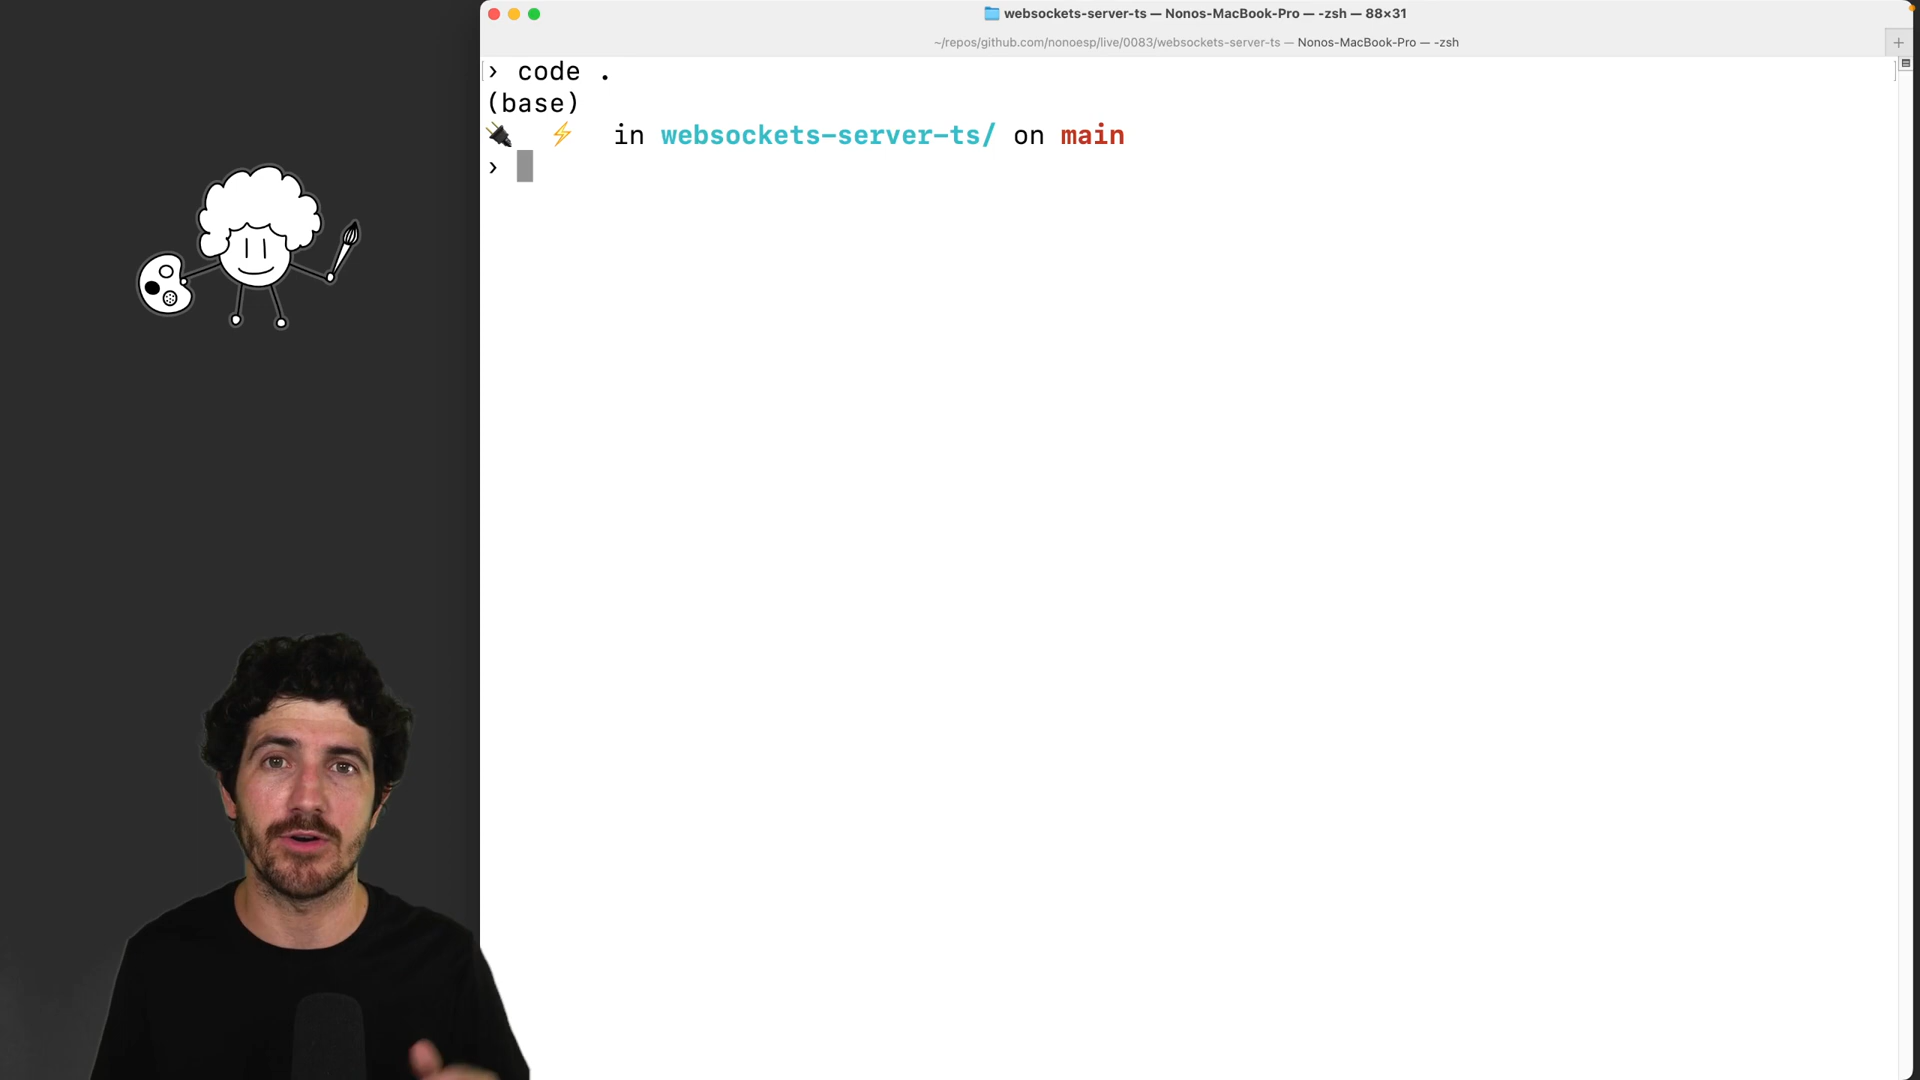 websockets-server-ts — Nonos-MacBook-Pro — -zsh — 88×31
~/repos/github.com/nonoesp/live/0083/websockets-server-ts — Nonos-MacBook-Pro — -zsh
› code .
(base)
🔌 ⚡ in websockets-server-ts/ on main
›